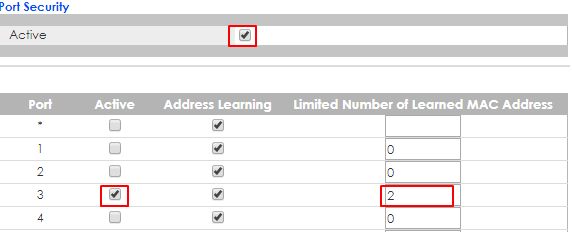 Port Security
Active
Port Active Address Learning Limited Number of Learned MAC Address
*
1 0
2 0
3 2
4 0